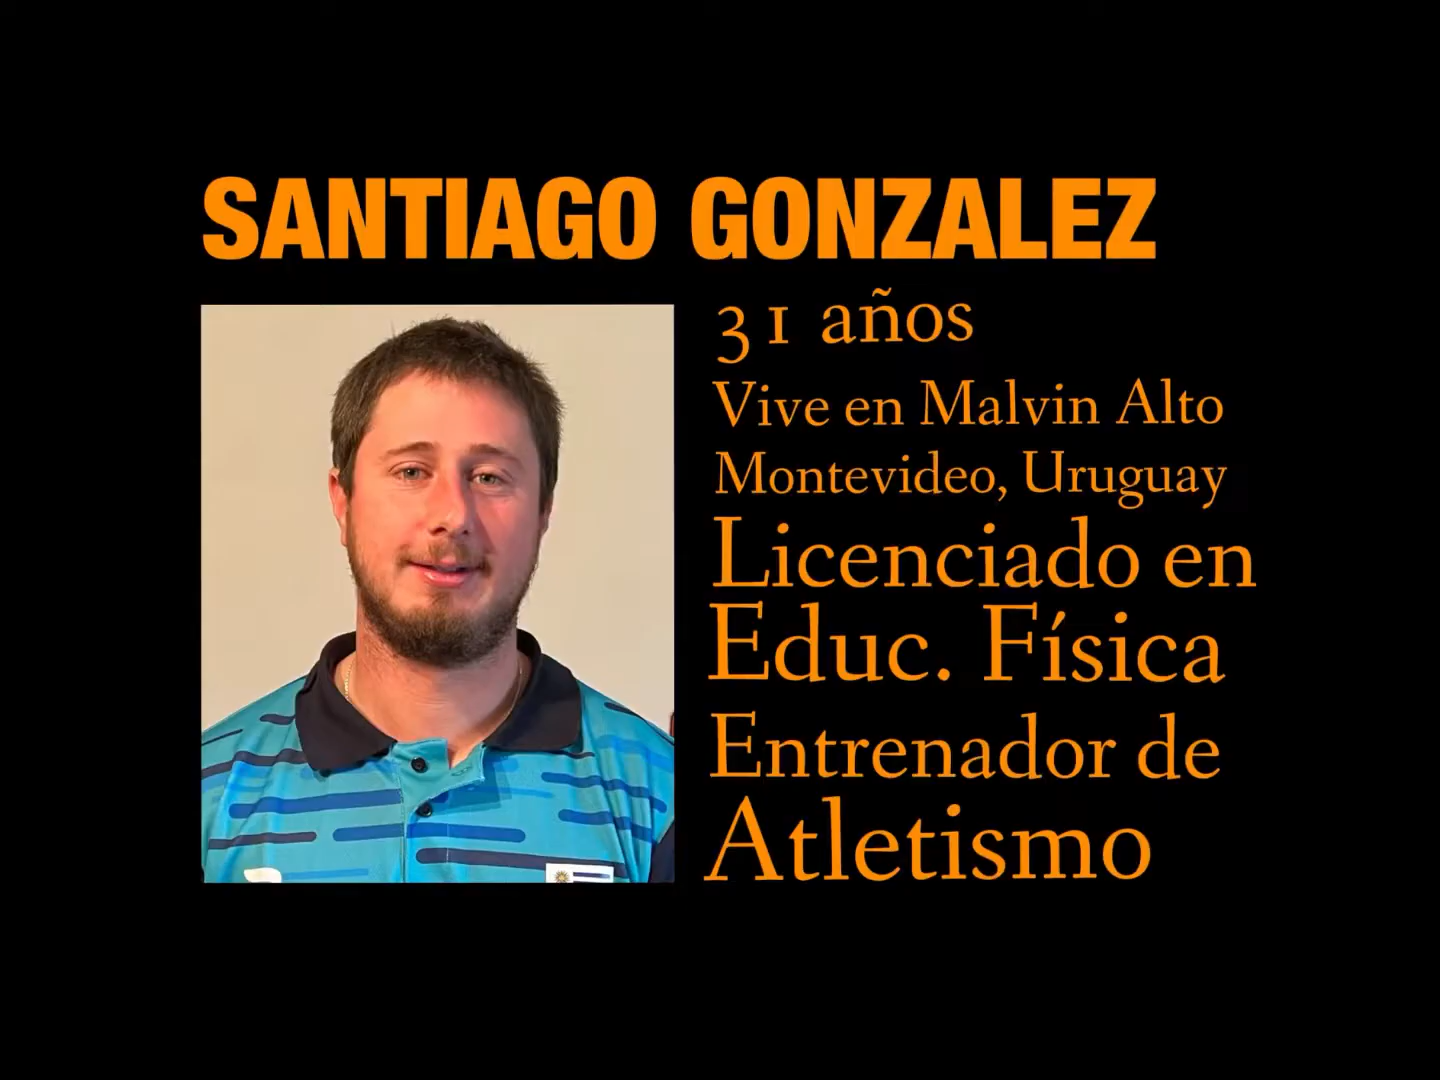 SANTIAGO GONZALEZ
31 años
Vive en Malvin Alto
Montevideo, Uruguay
Licenciado en
Educ. Física
Entrenador de
Atletismo